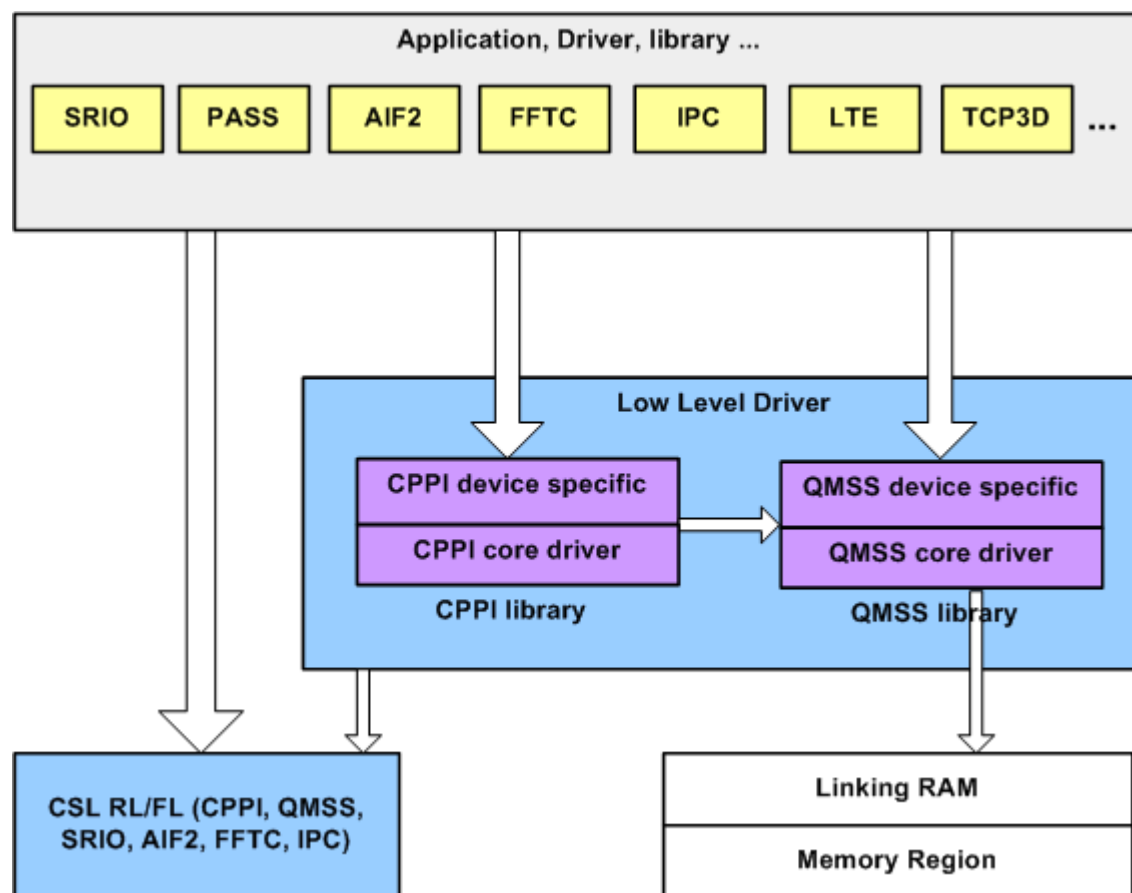 Application, Driver, library ...
SRIO
PASS
AIF2
FFTC
IPC
LTE
TCP3D
...
Low Level Driver
CPPI device specific
CPPI core driver
CPPI library
QMSS device specific
QMSS core driver
QMSS library
CSL RL/FL (CPPI, QMSS,
SRIO, AIF2, FFTC, IPC)
Linking RAM
Memory Region